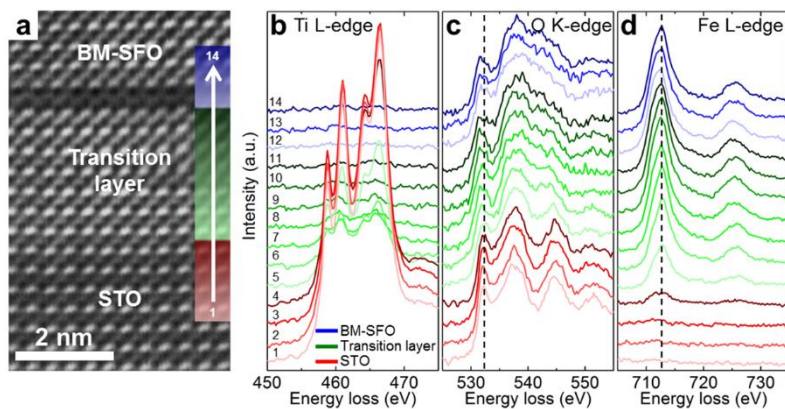 a
14
BM-SFO
Transition
layer
STO
1
2 nm
b Ti L-edge
Intensity (a.u.)
14
13
12
11
10
9
8
7
6
5
4
3
2
1
BM-SFO
Transition layer
STO
450 460 470
Energy loss (eV)
c O K-edge
530 540 550
Energy loss (eV)
d Fe L-edge
710 720 730
Energy loss (eV)